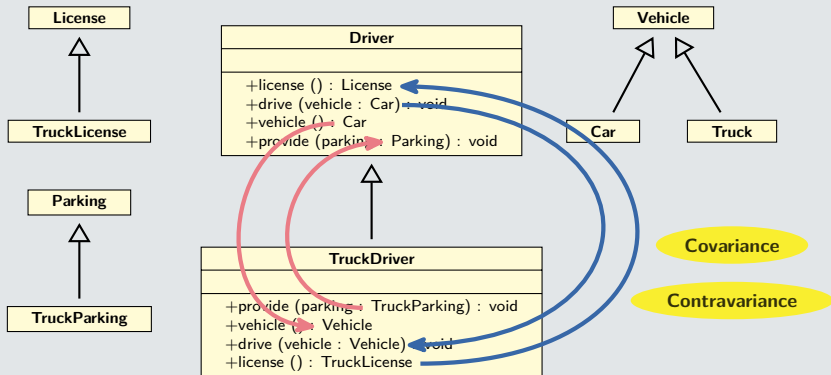 License
TruckLicense
Parking
TruckParking
Driver
+license () : License
+drive (vehicle : Car) : void
+vehicle () : Car
+provide (parking : Parking) : void
TruckDriver
+provide (parking : TruckParking) : void
+vehicle () : Vehicle
+drive (vehicle : Vehicle) : void
+license () : TruckLicense
Vehicle
Car Truck
Covariance
Contravariance